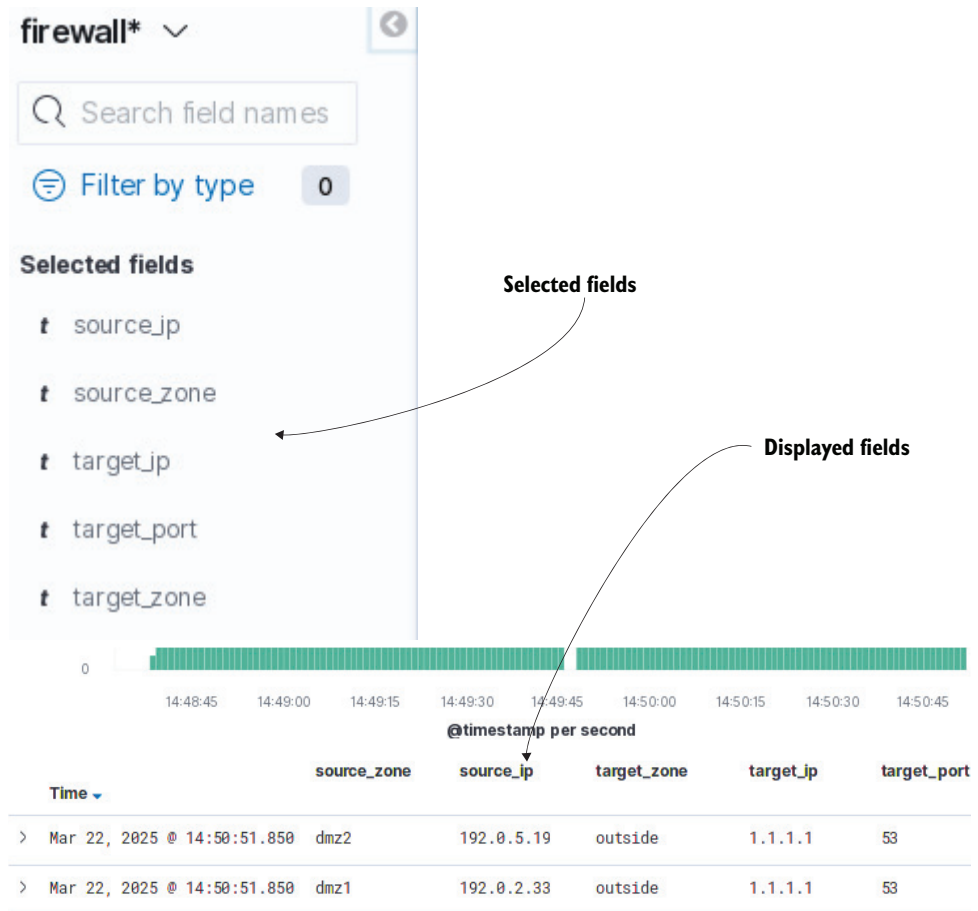 firewall*
Search field names
Filter by type 0
Selected fields
t source_ip
t source_zone
t target_ip
t target_port
t target_zone
Selected fields
Displayed fields
0
14:48:45 14:49:00 14:49:15 14:49:30 14:49:45 14:50:00 14:50:15 14:50:30 14:50:45
@timestamp per second
Time source_zone source_ip target_zone target_ip target_port
Mar 22, 2025 @ 14:50:51.850 dmz2 192.0.5.19 outside 1.1.1.1 53
Mar 22, 2025 @ 14:50:51.850 dmz1 192.0.2.33 outside 1.1.1.1 53